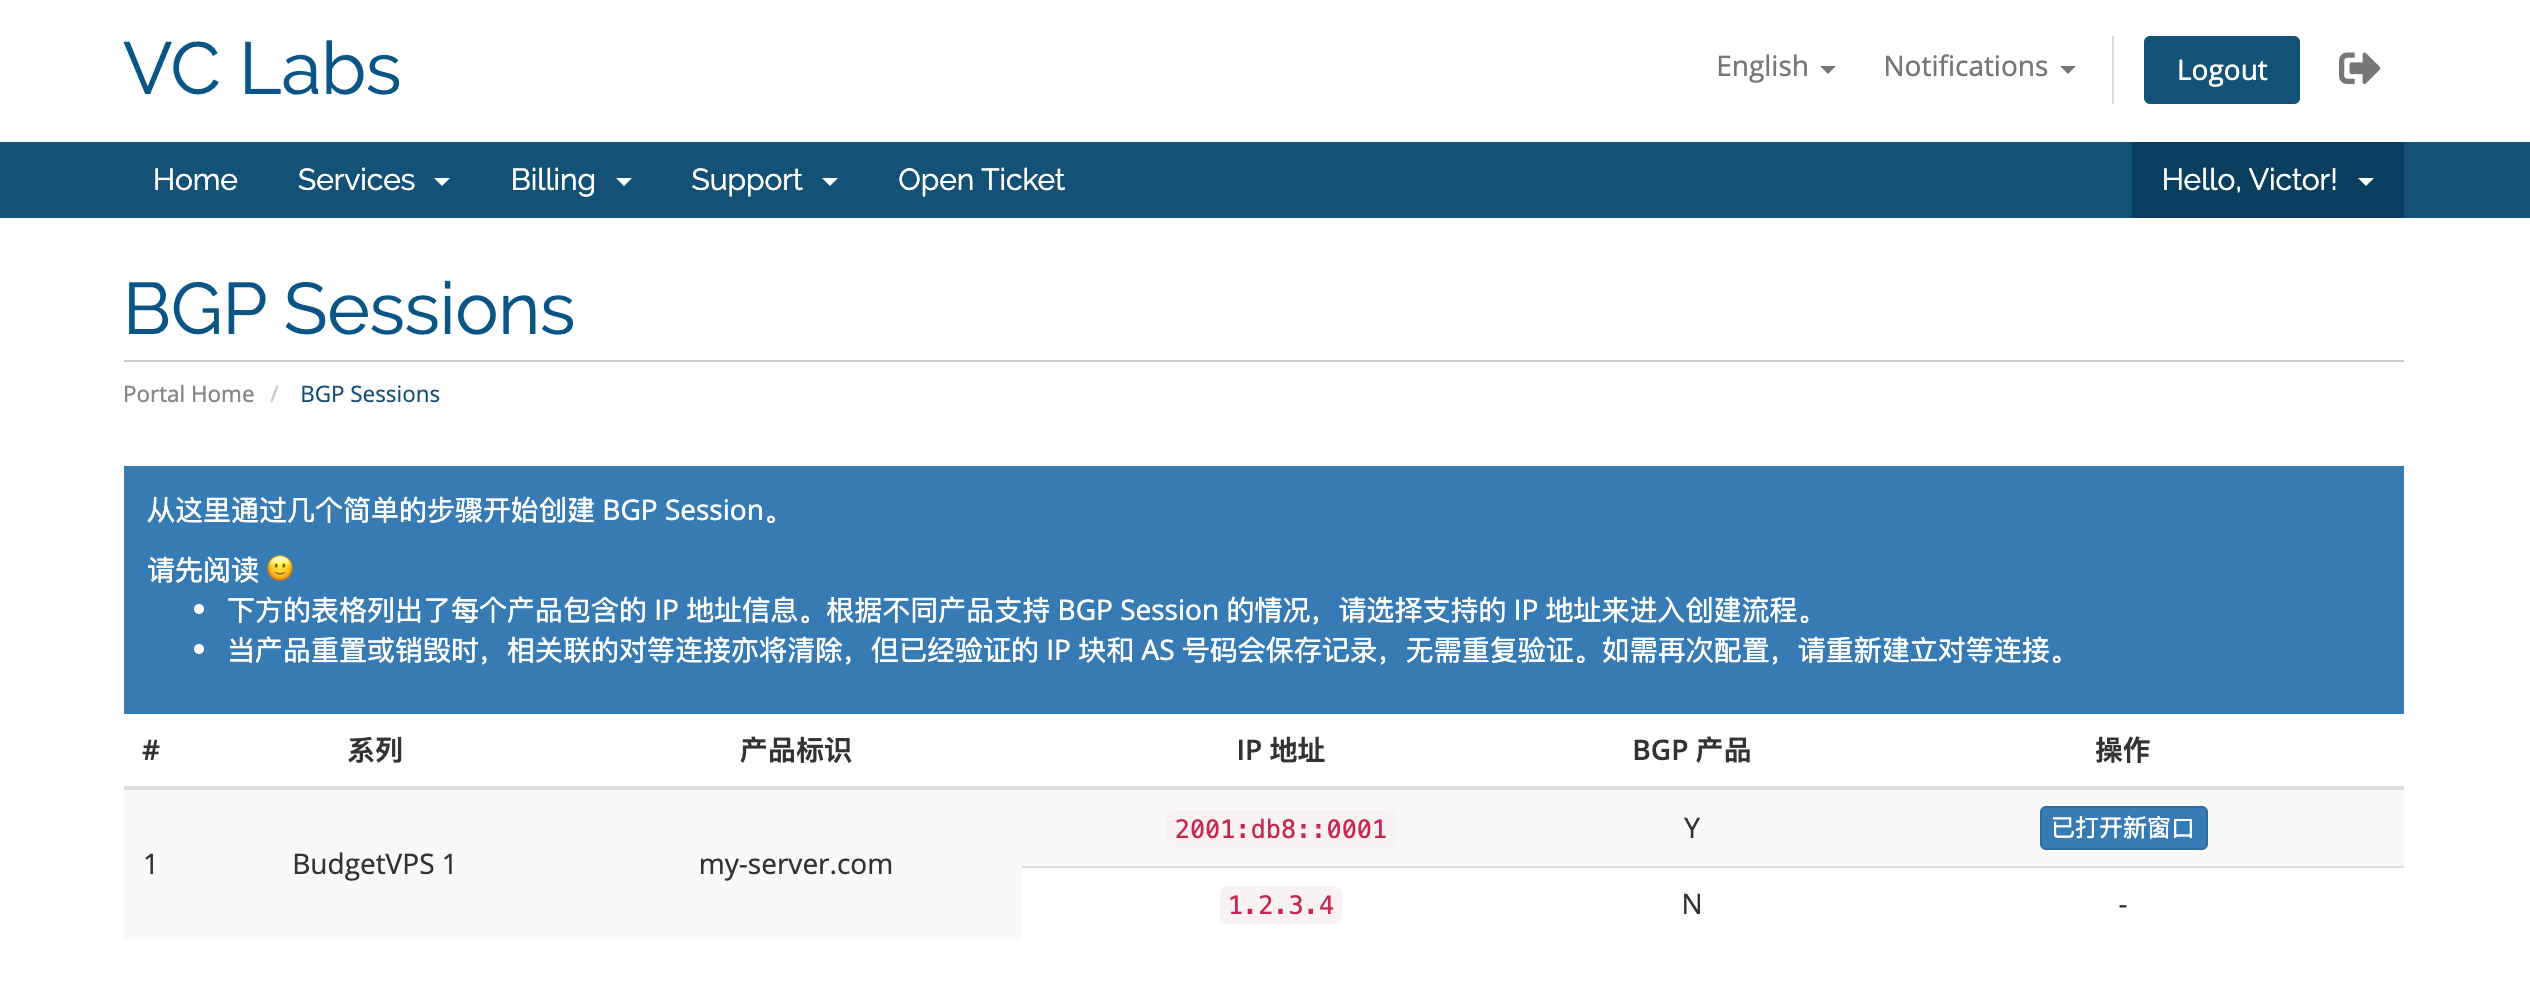 VC Labs
English
Notifications
Logout
Home
Services
Billing
Support
Open Ticket
Hello, Victor!
BGP Sessions
Portal Home / BGP Sessions
从这里通过几个简单的步骤开始创建 BGP Session。
请先阅读 🙂
• 下方的表格列出了每个产品包含的 IP 地址信息。根据不同产品支持 BGP Session 的情况，请选择支持的 IP 地址来进入创建流程。
• 当产品重置或销毁时，相关联的对等连接亦将清除，但已经验证的 IP 块和 AS 号码会保存记录，无需重复验证。如需再次配置，请重新建立对等连接。
# 系列 产品标识 IP 地址 BGP 产品 操作
1 BudgetVPS 1 my-server.com 2001:db8::0001 Y 已打开新窗口
1.2.3.4 N -